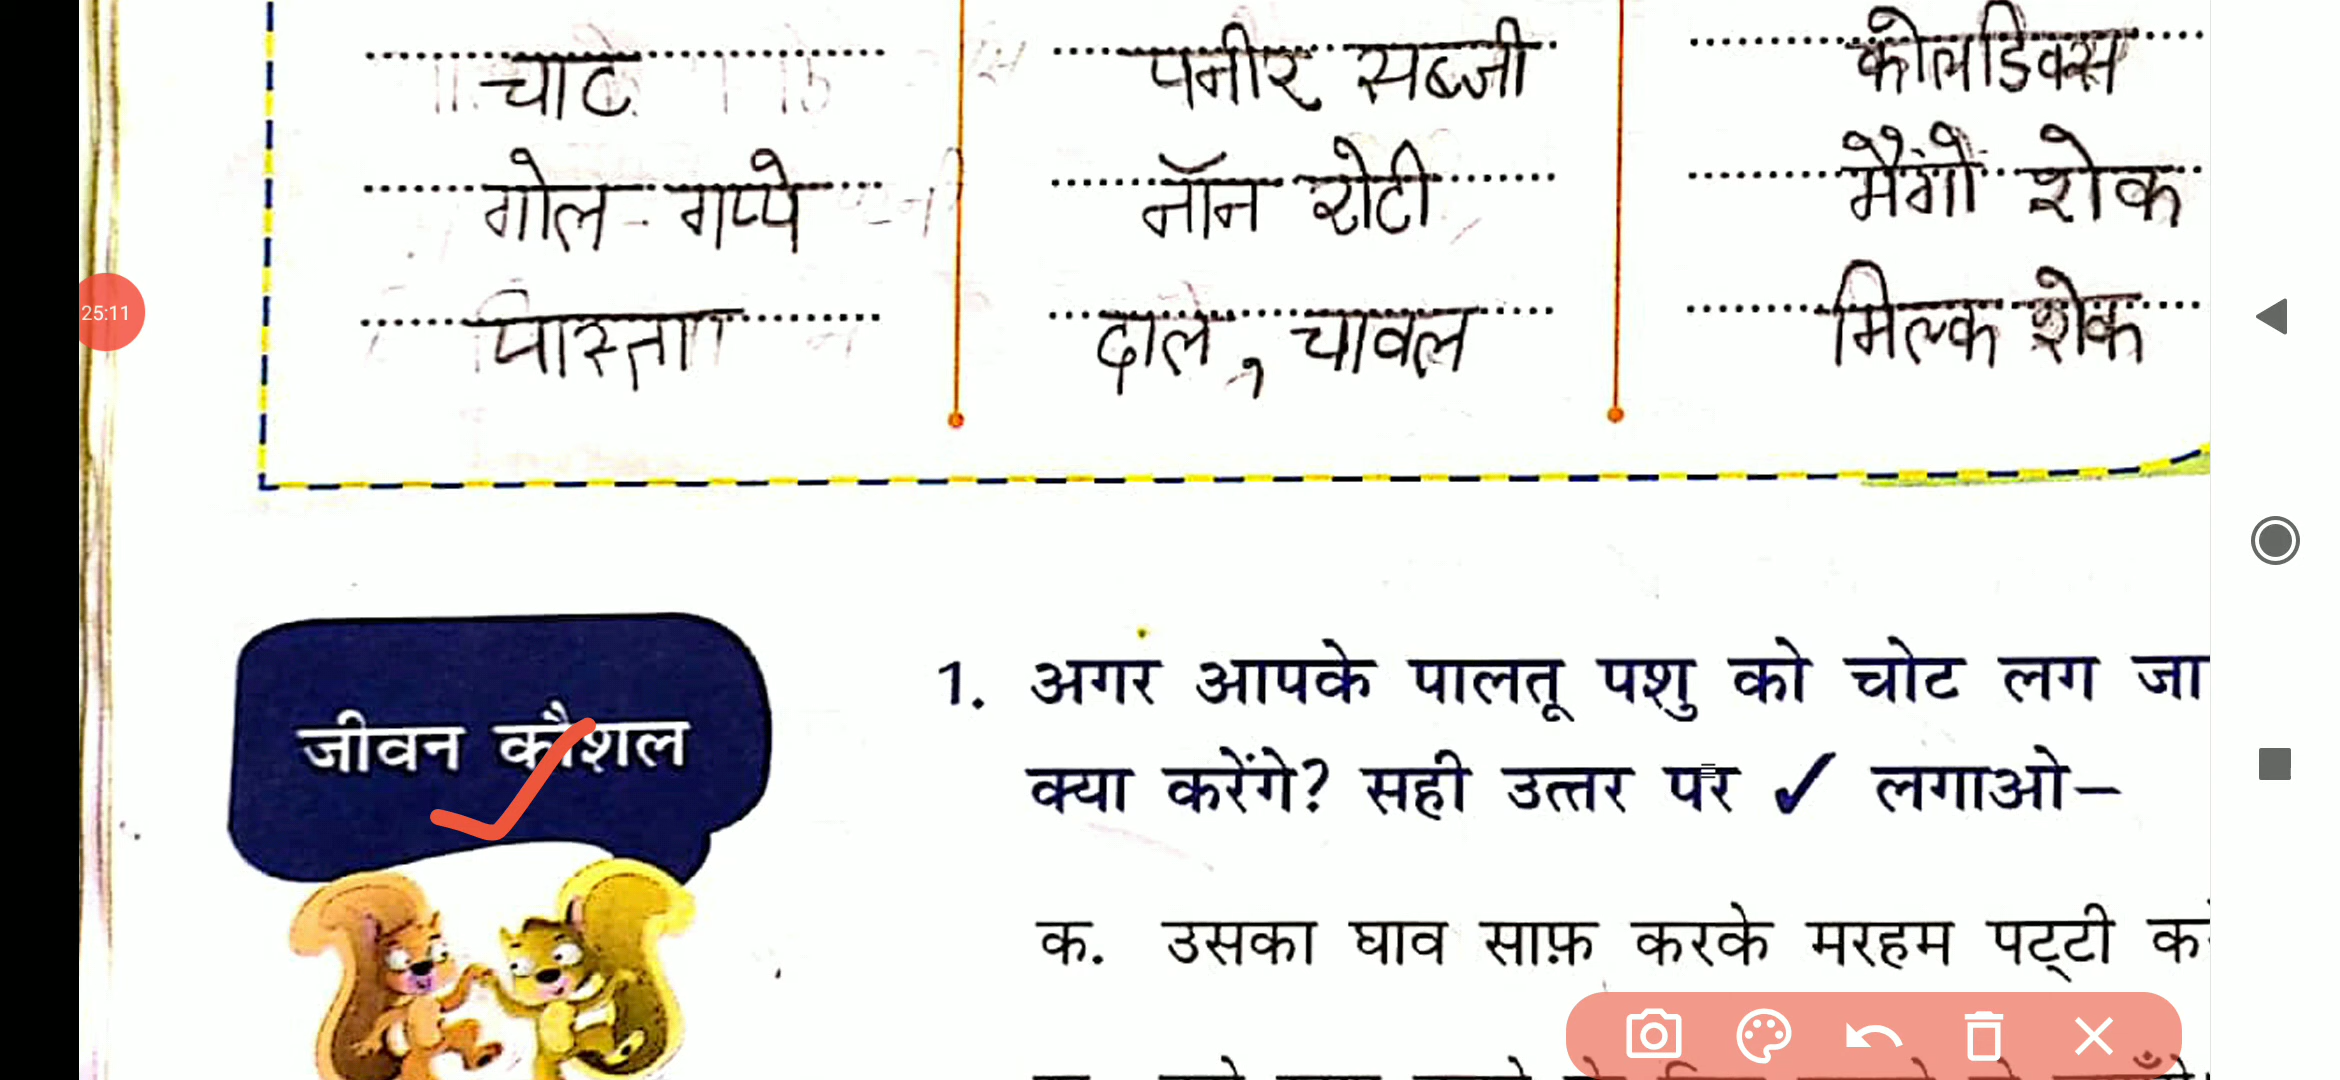 चाट पनीर सब्जी कोलडिक्स
गोल - गप्पे नॉन रोटी मैंगों शेक
पास्ता दाल, चावल मिल्क शेक
25:11
जीवन कौशल
1. अगर आपके पालतू पशु को चोट लग जा
क्या करेंगे? सही उत्तर पर ✓ लगाओ–
क. उसका घाव साफ़ करके मरहम पट्टी